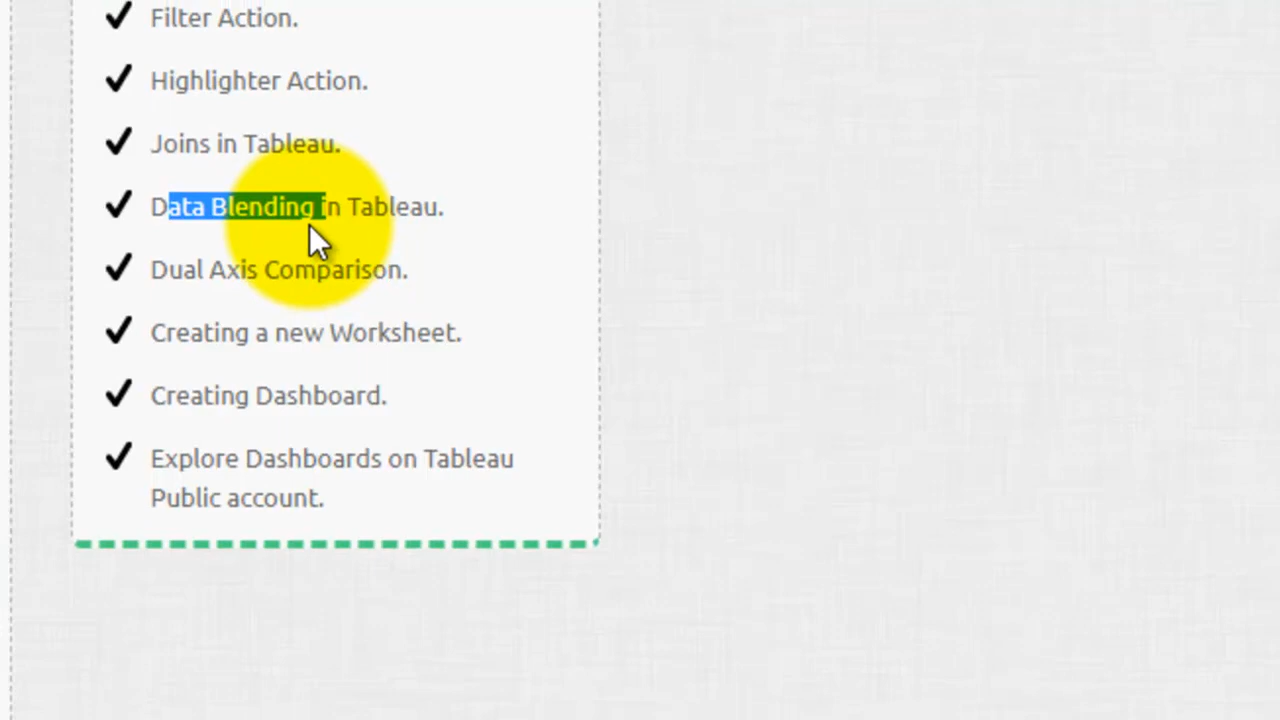 Filter Action.
Highlighter Action.
Joins in Tableau.
Data Blending in Tableau.
Dual Axis Comparison.
Creating a new Worksheet.
Creating Dashboard.
Explore Dashboards on Tableau
Public account.